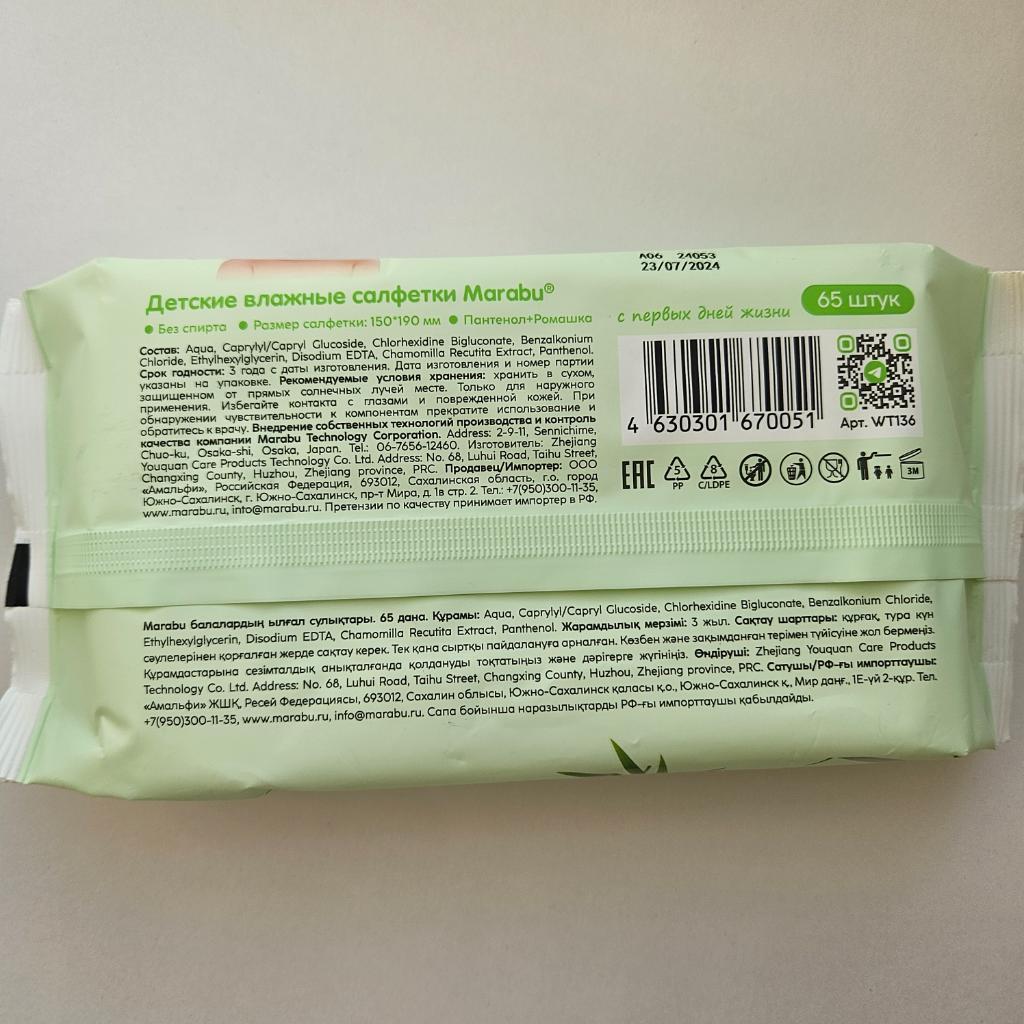 А06 24053
23/07/2024
Детские влажные салфетки Marabu®
65 штук
• Без спирта • Размер салфетки: 150*190 мм • Пантенол+Ромашка
с первых дней жизни
Состав: Aqua, Caprylyl/Capryl Glucoside, Chlorhexidine Bigluconate, Benzalkonium
Chloride, Ethylhexylglycerin, Disodium EDTA, Chamomilla Recutita Extract, Panthenol.
Срок годности: 3 года с даты изготовления. Дата изготовления и номер партии
указаны на упаковке. Рекомендуемые условия хранения: хранить в сухом,
защищенном от прямых солнечных лучей месте. Только для наружного
применения. Избегайте контакта с глазами и поврежденной кожей. При
обнаружении чувствительности к компонентам прекратите использование и
обратитесь к врачу. Внедрение собственных технологий производства и контроль
качества компании Marabu Technology Corporation. Address: 2-9-11, Sennichime,
Chuo-ku, Osaka-shi, Osaka, Japan. Tel.: 06-7656-12460. Изготовитель: Zhejiang
Youquan Care Products Technology Co. Ltd. Address: No. 68, Luhui Road, Taihu Street,
Changxing County, Huzhou, Zhejiang province, PRC. Продавец/Импортер: ООО
«Амальфи», Российская Федерация, 693012, Сахалинская область, г.о. город
Южно-Сахалинск, г. Южно-Сахалинск, пр-т Мира, д. 1в стр. 2. Тел.: +7(950)300-11-35,
www.marabu.ru, into@marabu.ru. Претензии по качеству принимает импортер в РФ.
4 630301 670051
Арт. WT136
EAC
5
PP
8
C/LDPE
3M
Marabu балалардың ылғал сулықтары. 65 дана. Құрамы: Aqua, Caprylyl/Capryl Glucoside, Chlorhexidine Bigluconate, Benzalkonium Chloride,
Ethylhexylglycerin, Disodium EDTA, Chamomilla Recutita Extract, Panthenol. Жарамдылық мерзімі: 3 жыл. Сақтау шарттары: құрғақ, тура күн
сәулелерінен қорғалған жерде сақтау керек. Тек қана сыртқы пайдалануға арналған. Көзбен және зақымданған терімен түйісуіне жол бермеңіз.
Құрамдастарына сезімталдық анықталғанда қолдануды тоқтатыңыз және дәрігерге жүгініңіз. Өндіруші: Zhejiang Youquan Care Products
Technology Co. Ltd. Address: No. 68, Luhui Road, Taihu Street, Changxing County, Huzhou, Zhejiang province, PRC. Сатушы/РФ-ғы импорттаушы:
«Амальфи» ЖШҚ, Ресей Федерациясы, 693012, Сахалин облысы, Южно-Сахалинск қаласы қ.о., Южно-Сахалинск қ., Мир даңғ., 1Е-үй 2-құр. Тел.
+7(950)300-11-35, www.marabu.ru, info@marabu.ru. Сапа бойынша наразылықтарды РФ-ғы импорттаушы қабылдайды.